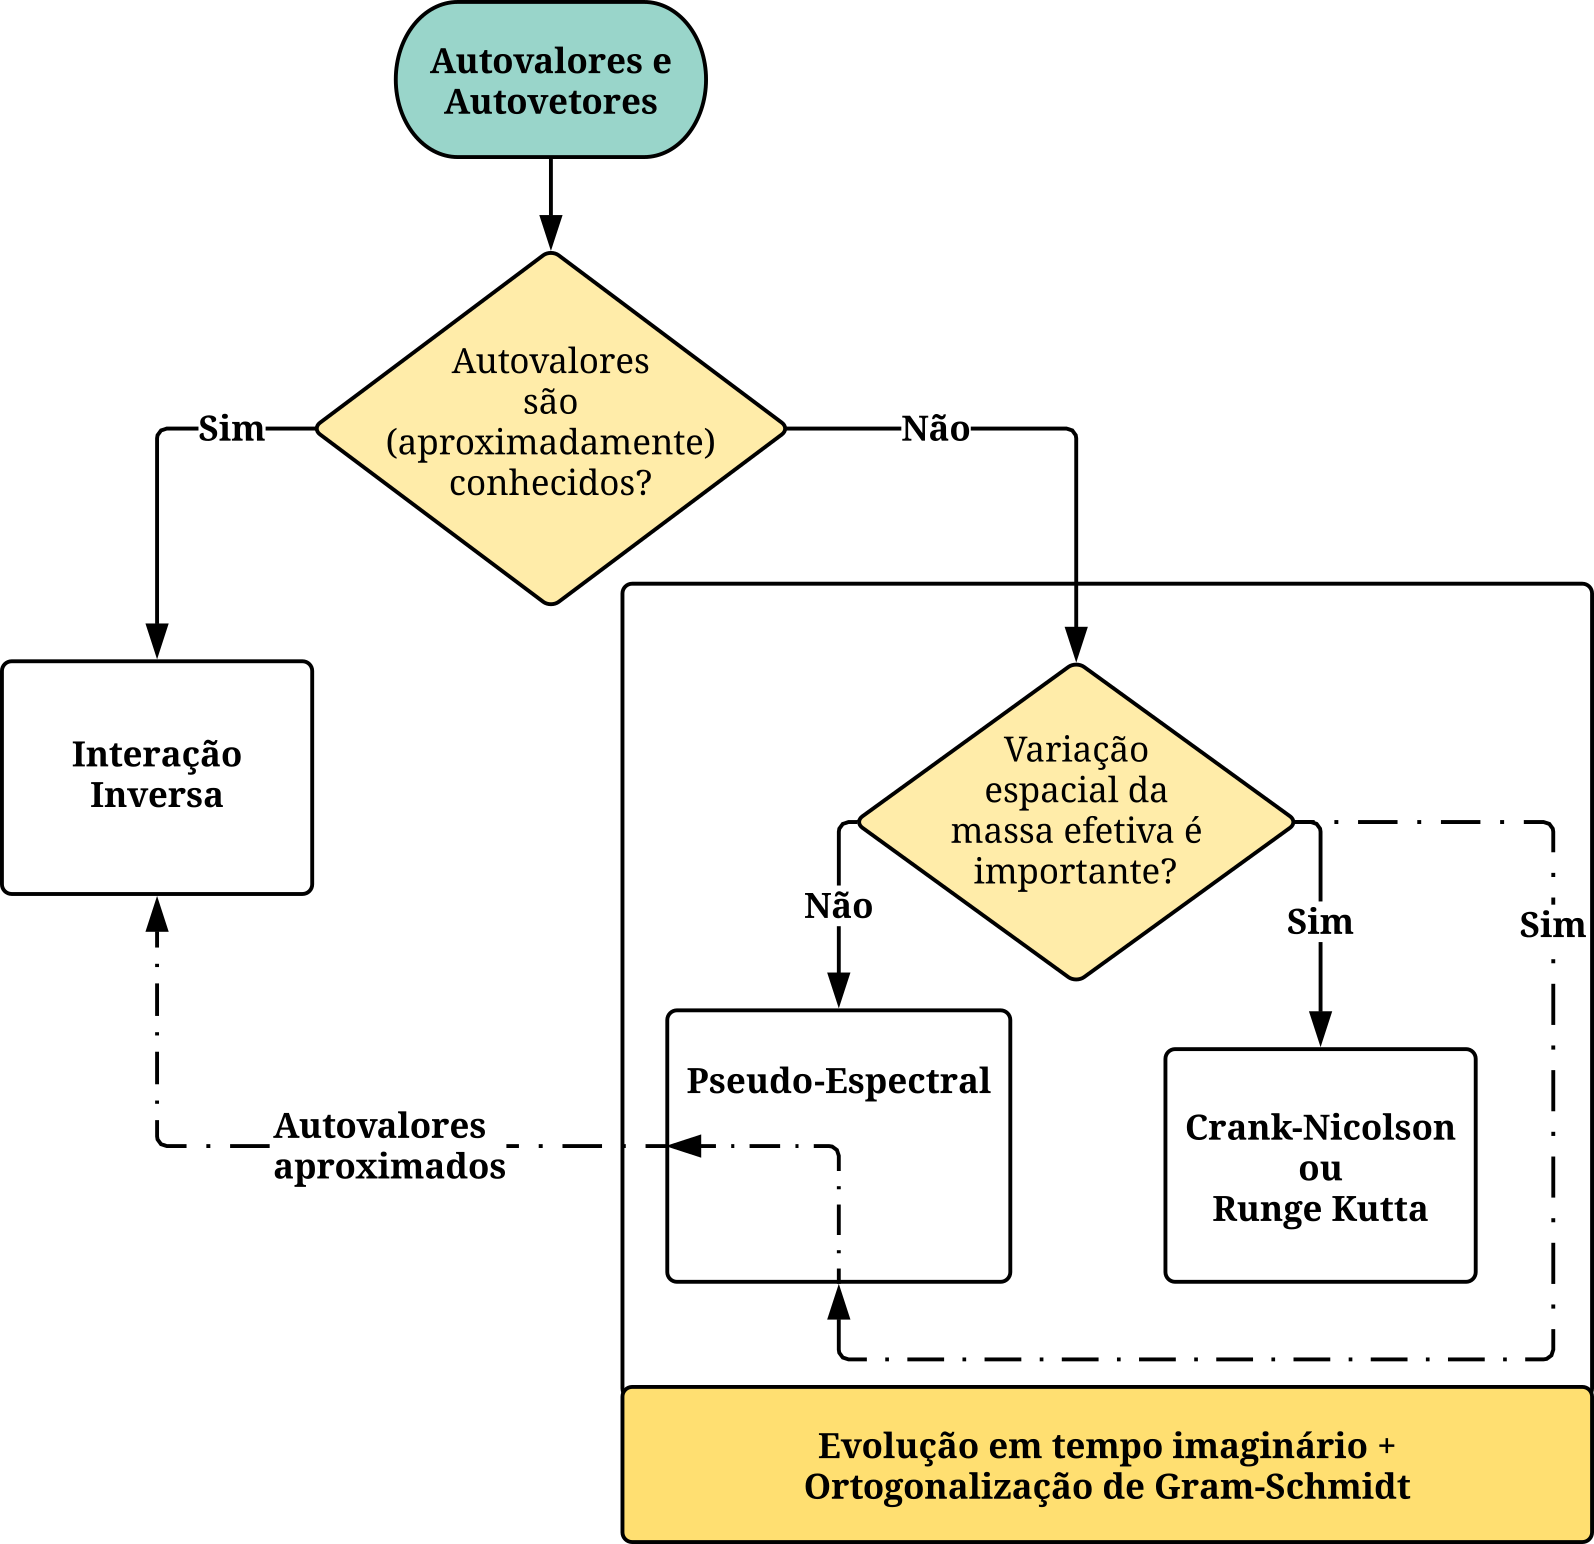 Autovalores e
Autovetores
Autovalores
são
(aproximadamente)
conhecidos?
Sim
Não
Interação
Inversa
Variação
espacial da
massa efetiva é
importante?
Não
Sim
Sim
Pseudo-Espectral
Autovalores
aproximados
Crank-Nicolson
ou
Runge Kutta
Evolução em tempo imaginário +
Ortogonalização de Gram-Schmidt